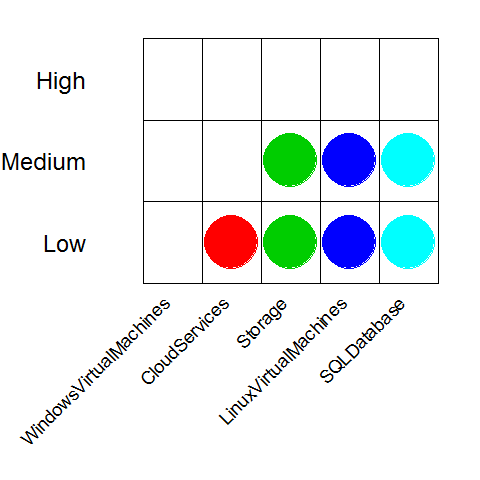 High
Medium
Low
WindowsVirtualMachines
CloudServices
Storage
LinuxVirtualMachines
SQLDatabase